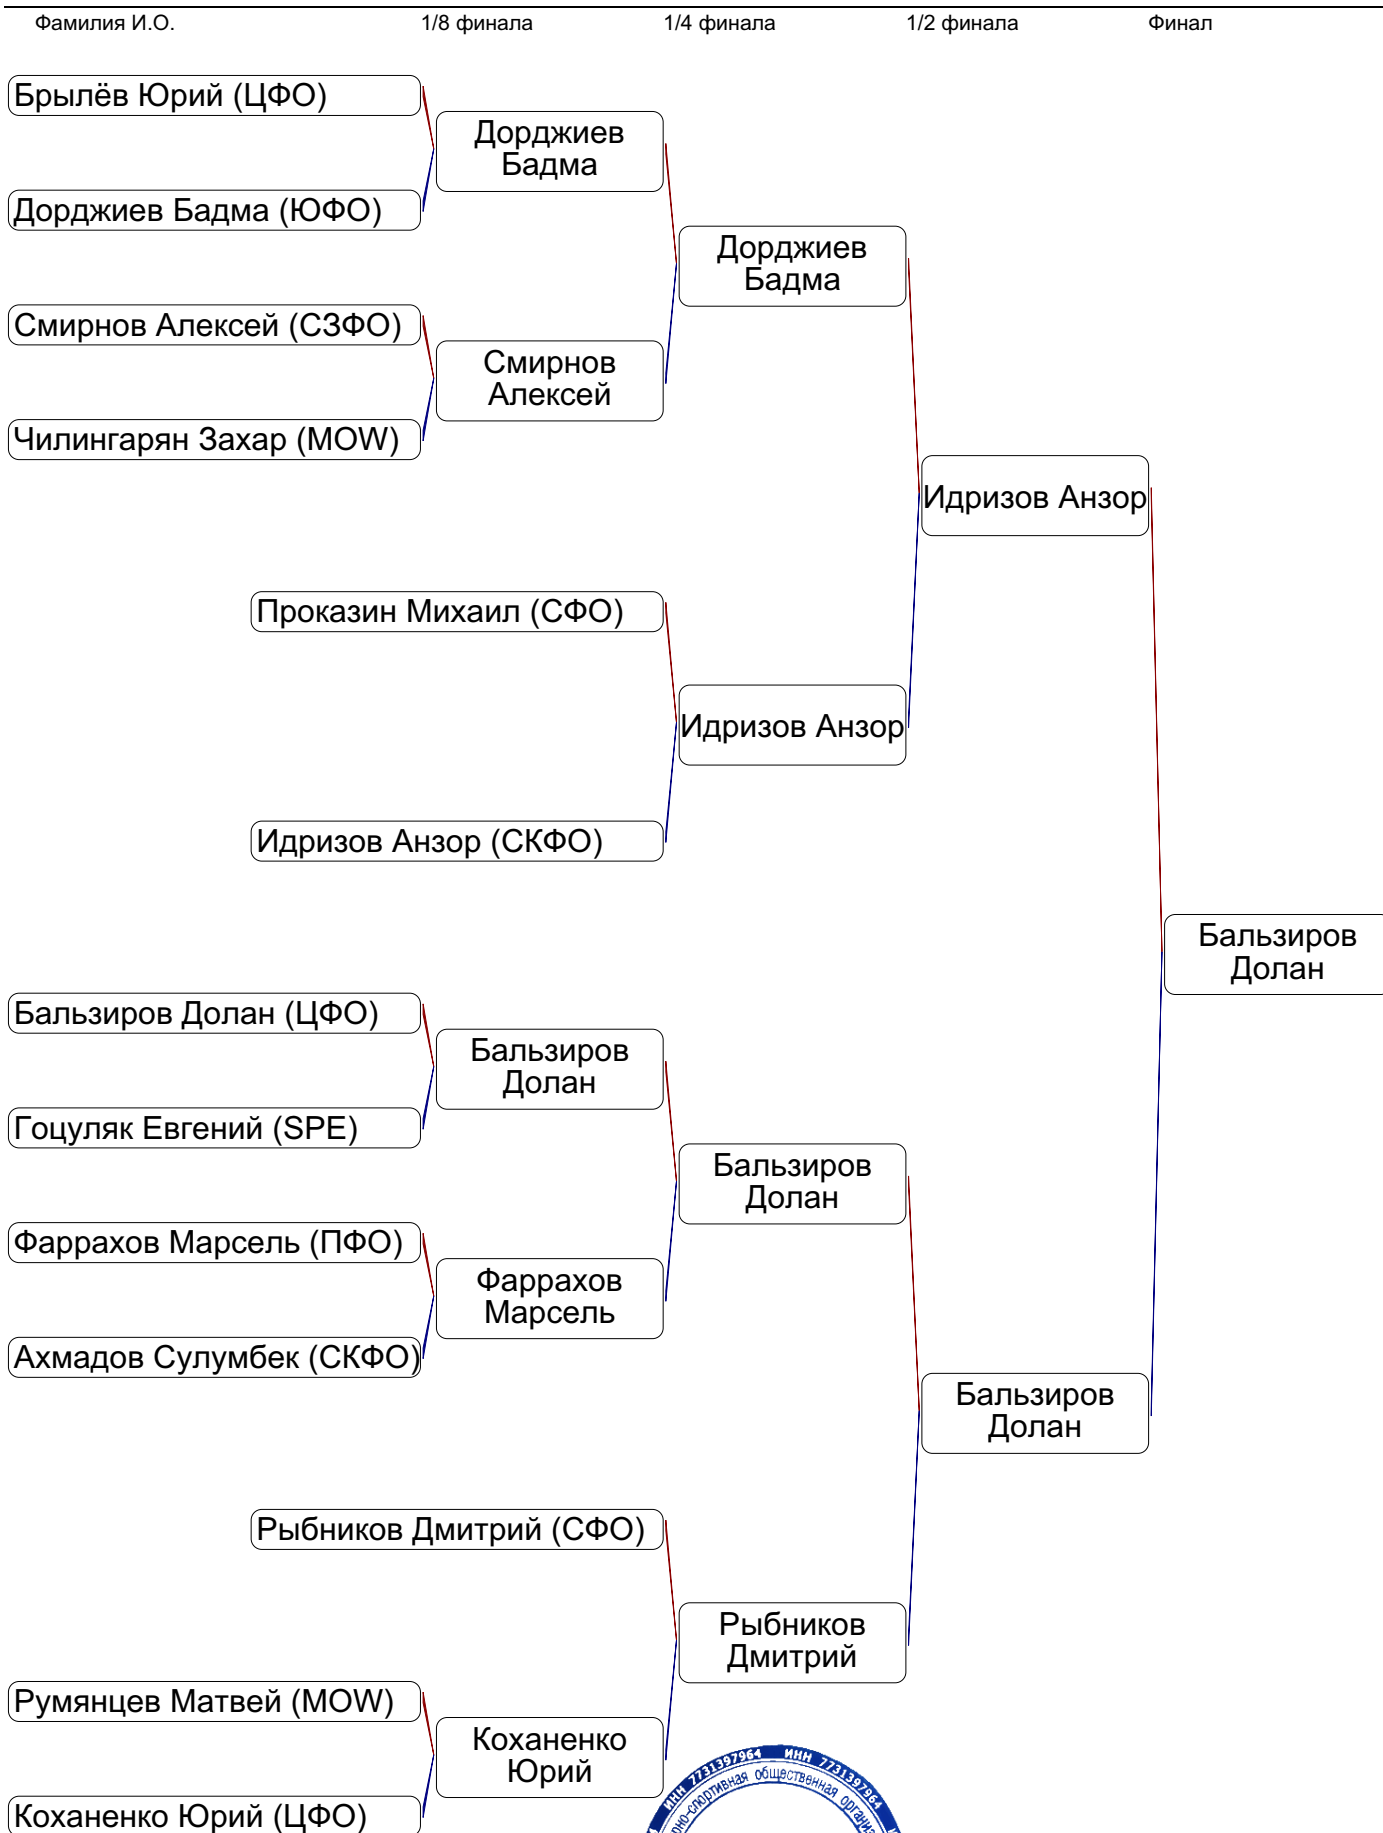 Фамилия И.О. 1/8 финала 1/4 финала 1/2 финала Финал
Брылёв Юрий (ЦФО)
Дорджиев
Бадма
Дорджиев Бадма (ЮФО)
Дорджиев
Бадма
Смирнов Алексей (СЗФО)
Смирнов
Алексей
Чилингарян Захар (MOW)
Идризов Анзор
Проказин Михаил (СФО)
Идризов Анзор
Идризов Анзор (СКФО)
Бальзиров
Долан
Бальзиров Долан (ЦФО)
Бальзиров
Долан
Гоцуляк Евгений (SPE)
Бальзиров
Долан
Фаррахов Марсель (ПФО)
Фаррахов
Марсель
Ахмадов Сулумбек (СКФО)
Бальзиров
Долан
Рыбников Дмитрий (СФО)
Рыбников
Дмитрий
Румянцев Матвей (MOW)
Коханенко
Юрий
Коханенко Юрий (ЦФО)
ИНН 7731397964 ИНН 7731397964
общественная